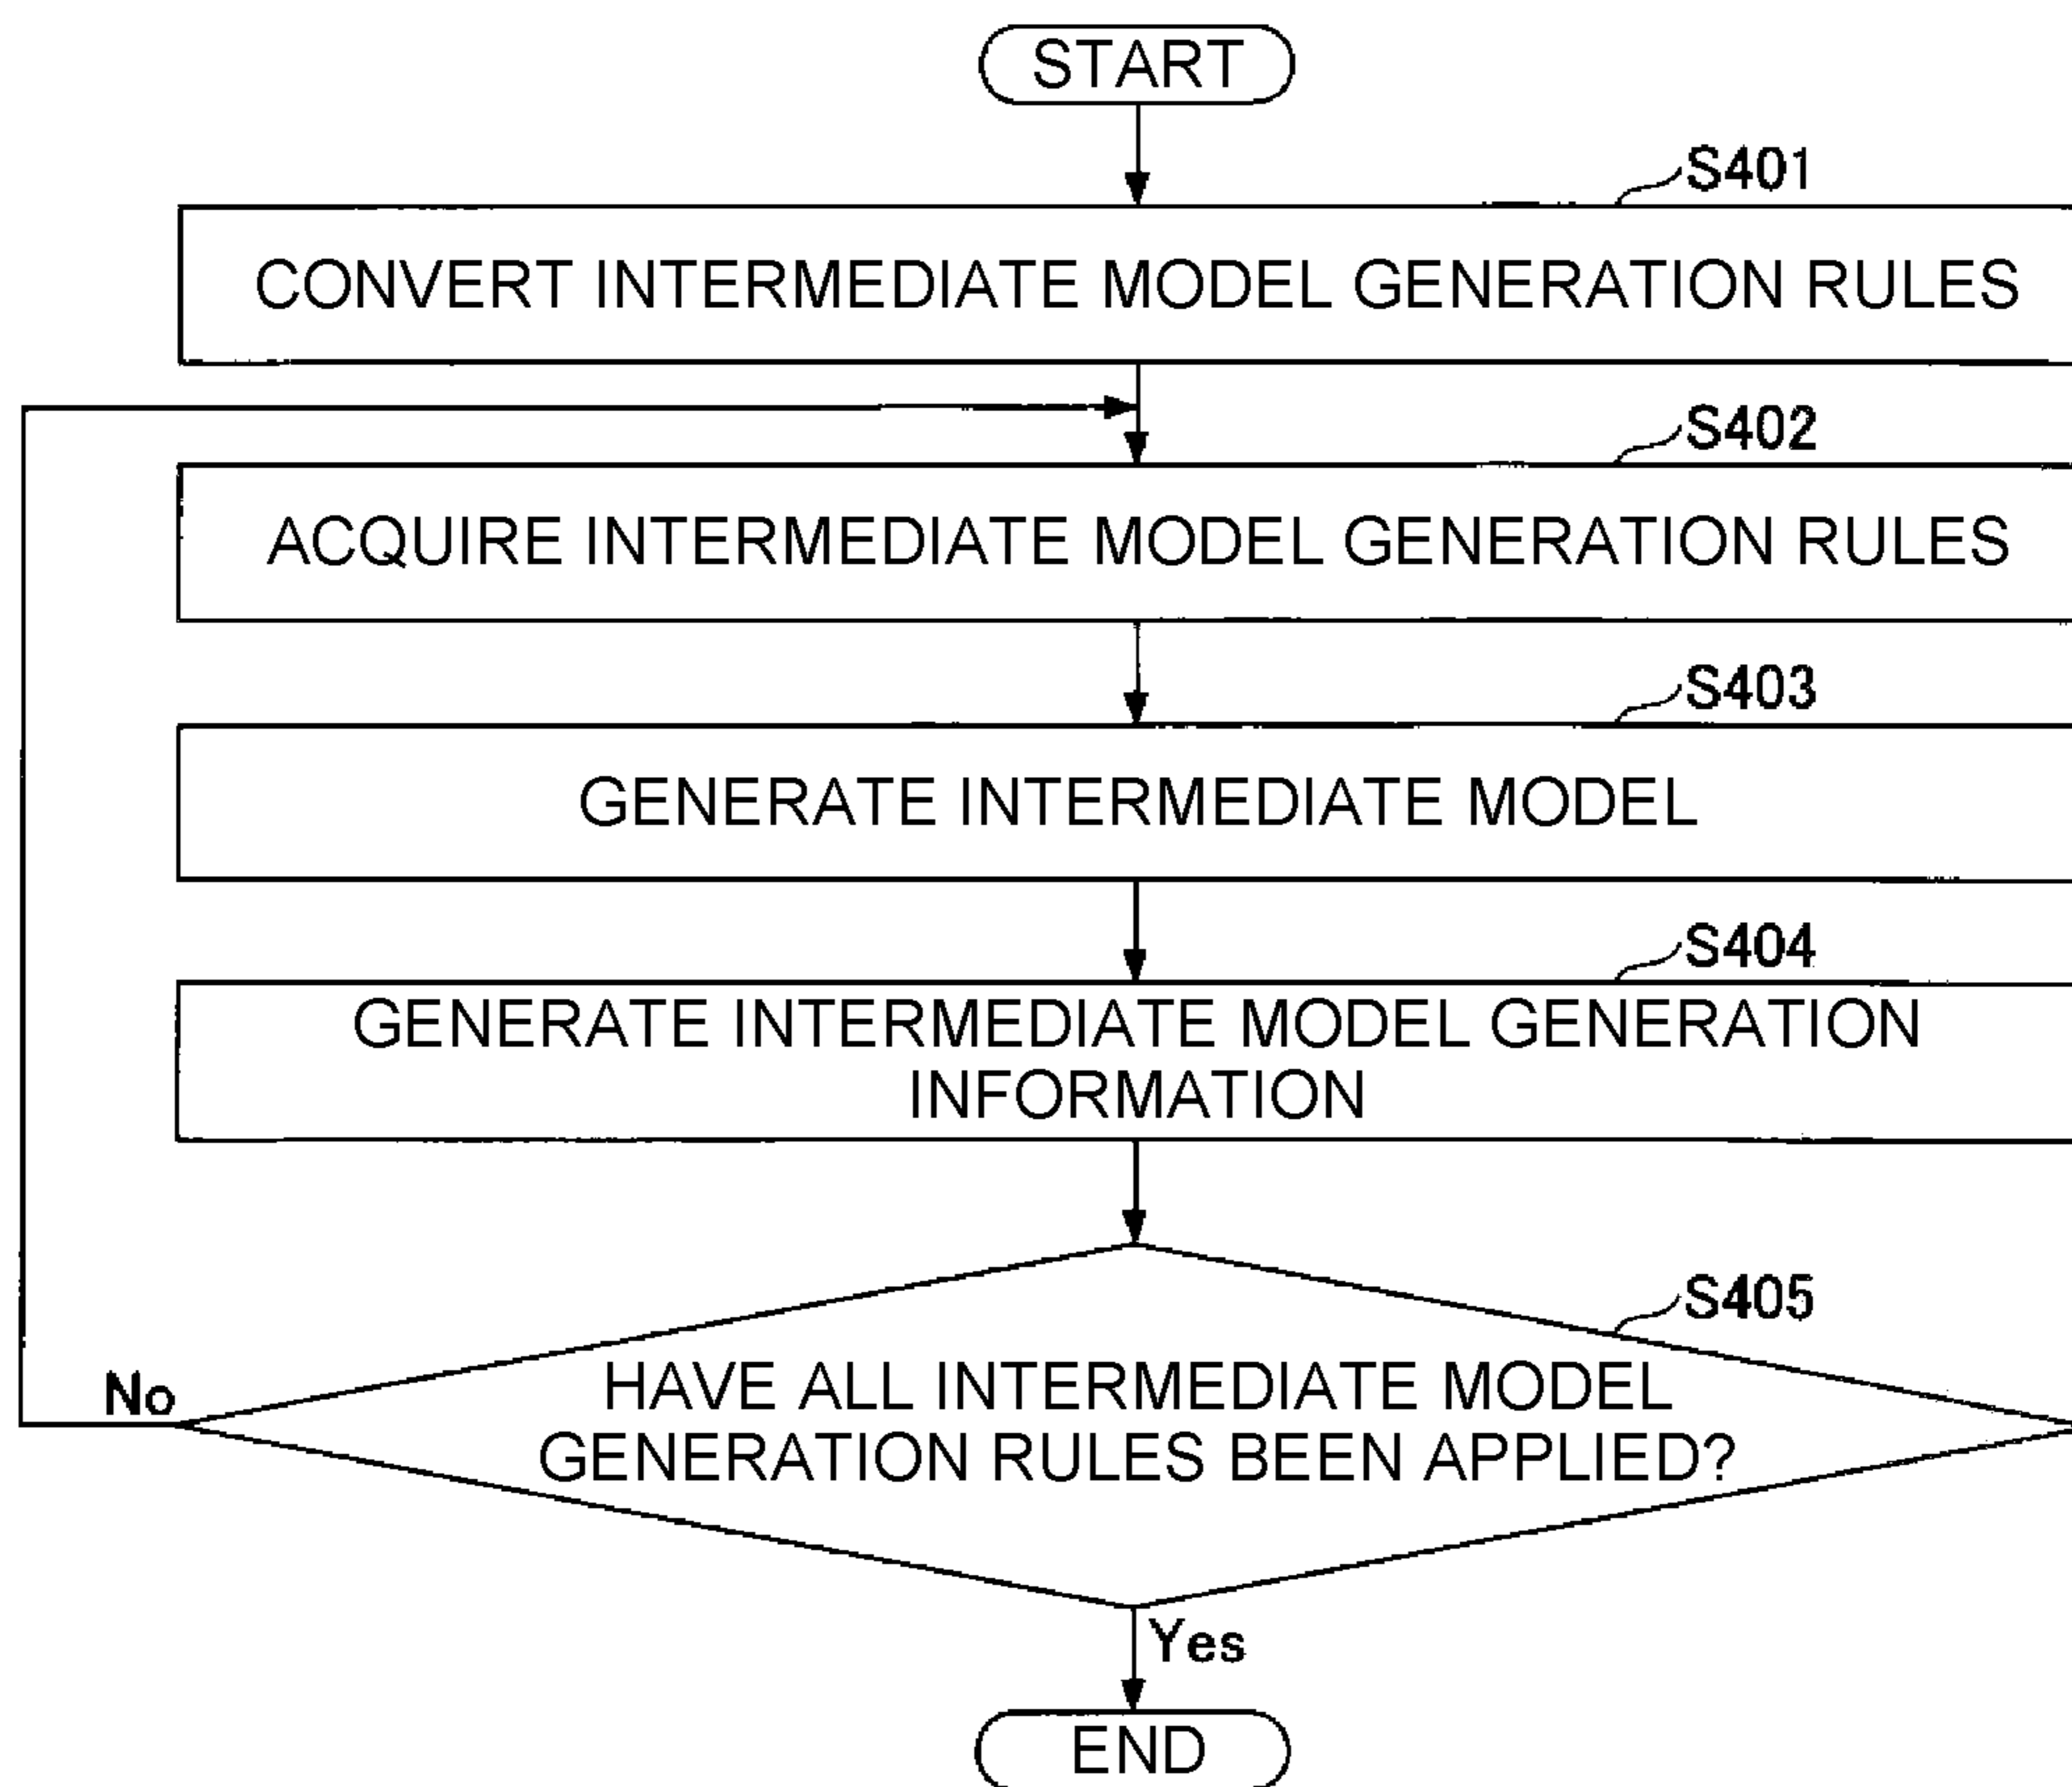 START
S401
CONVERT INTERMEDIATE MODEL GENERATION RULES
S402
ACQUIRE INTERMEDIATE MODEL GENERATION RULES
S403
GENERATE INTERMEDIATE MODEL
S404
GENERATE INTERMEDIATE MODEL GENERATION
INFORMATION
S405
HAVE ALL INTERMEDIATE MODEL
GENERATION RULES BEEN APPLIED?
No
Yes
END